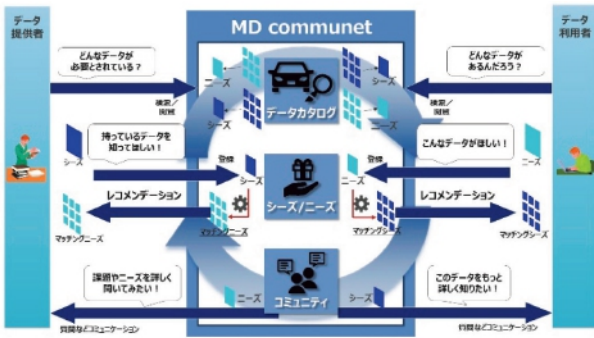 MD communet
データ
提供者
データ
利用者
どんなデータが
必要とされている？
どんなデータが
あるんだろう？
ニーズ
シーズ
検索／
閲覧
検索／
閲覧
シーズ
ニーズ
データカタログ
持っているデータを
知ってほしい！
こんなデータがほしい！
シーズ
ニーズ
登録
登録
シーズ
ニーズ
レコメンデーション
レコメンデーション
シーズ/ニーズ
マッチングニーズ
マッチングニーズ
マッチングシーズ
マッチングシーズ
課題やニーズを詳しく
聞いてみたい！
このデータをもっと
詳しく知りたい！
ニーズ
シーズ
コミュニティ
質問などコミュニケーション
質問などコミュニケーション